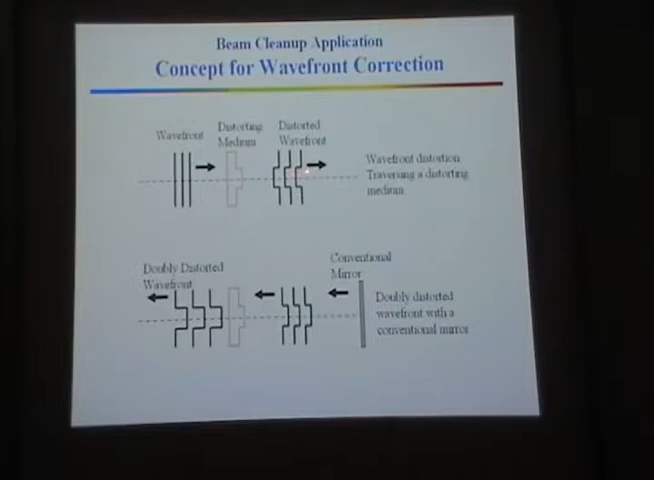 Beam Cleanup Application
Concept for Wavefront Correction
Wavefront
Distorting
Medium
Distorted
Wavefront
Wavefront distortion
Traversing a distorting
medium.
Doubly Distorted
Wavefront
Conventional
Mirror
Doubly distorted
wavefront with a
conventional mirror